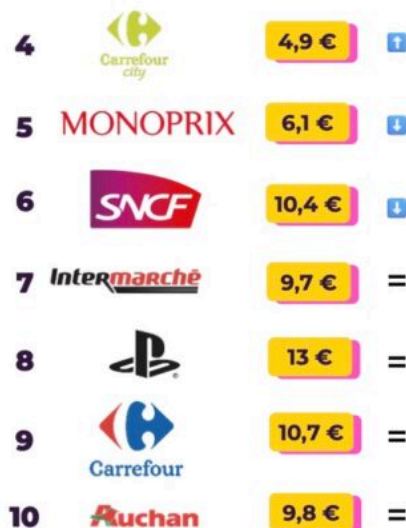 4 Carrefour city 4,9 € ⬆
5 MONOPRIX 6,1 € ⬇
6 SNCF 10,4 € ⬇
7 Intermarché 9,7 € =
8 13 € =
9 Carrefour 10,7 € =
10 Auchan 9,8 € =